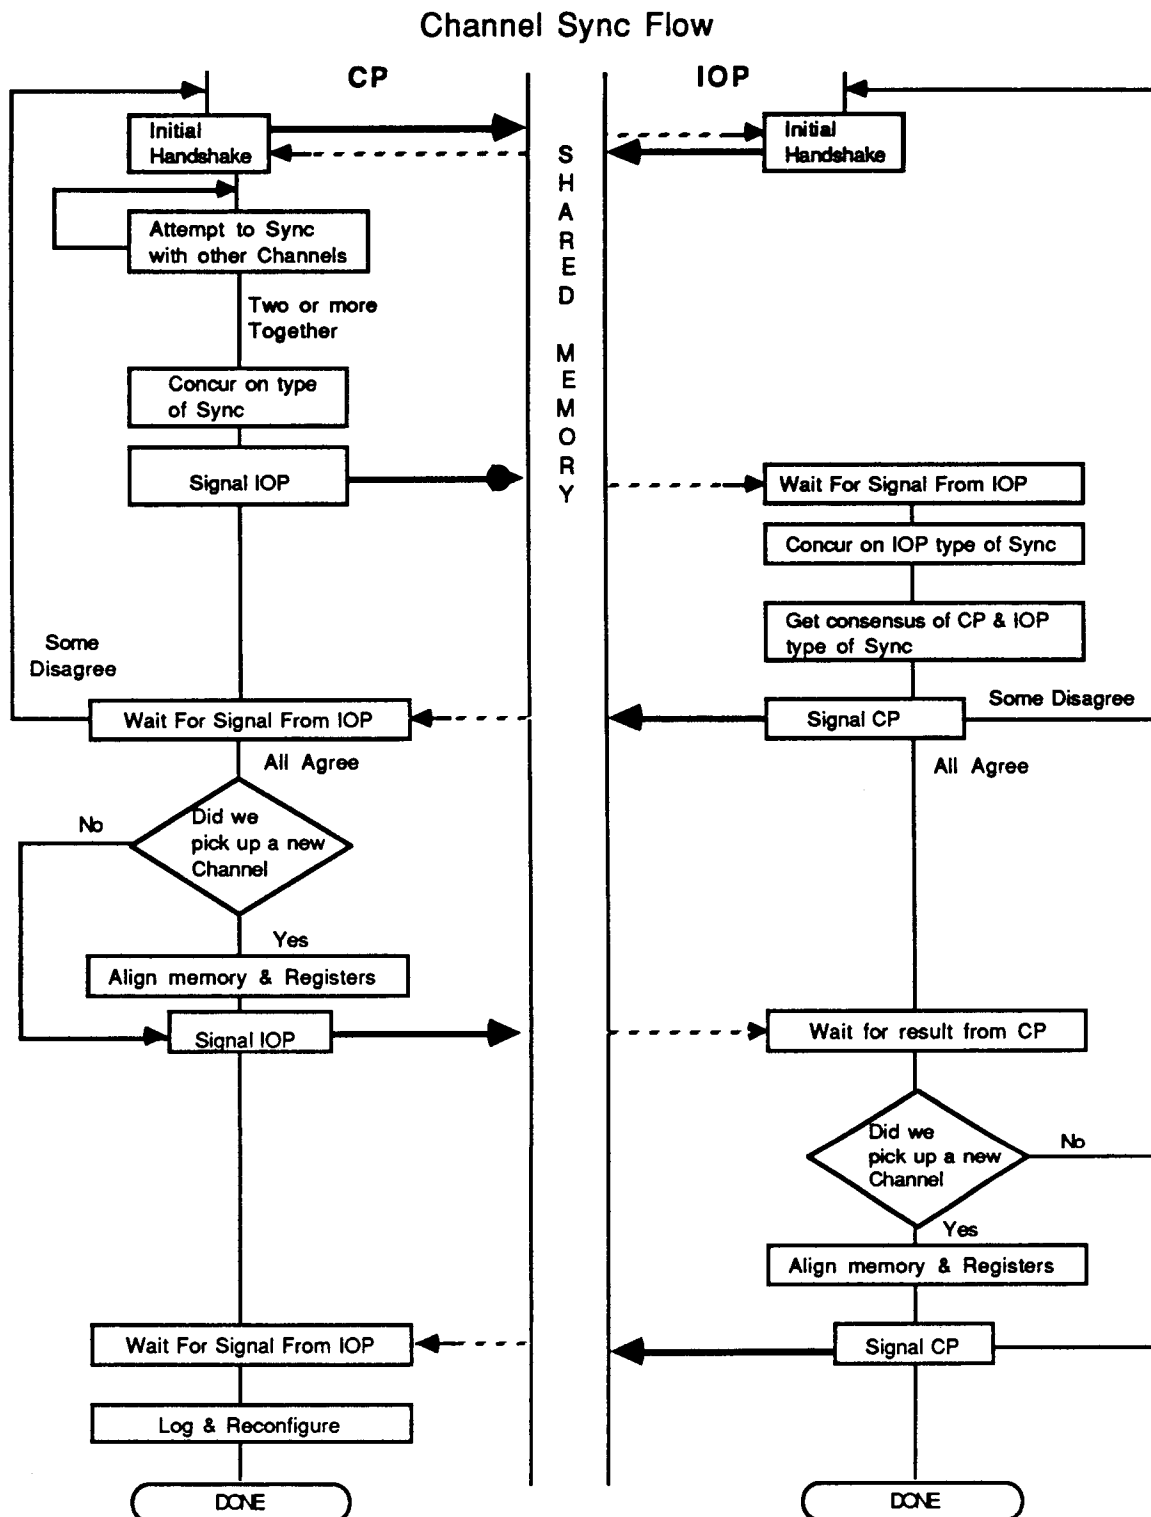 Channel Sync Flow
CP
IOP
Initial
Handshake
Initial
Handshake
SHARED MEMORY
Attempt to Sync
with other Channels
Two or more
Together
Concur on type
of Sync
Signal IOP
Wait For Signal From IOP
Concur on IOP type of Sync
Get consensus of CP & IOP
type of Sync
Some
Disagree
Wait For Signal From IOP
Signal CP
Some Disagree
All Agree
All Agree
Did we
pick up a new
Channel
No
Yes
Align memory & Registers
Signal IOP
Wait for result from CP
Did we
pick up a new
Channel
No
Yes
Align memory & Registers
Wait For Signal From IOP
Signal CP
Log & Reconfigure
DONE
DONE